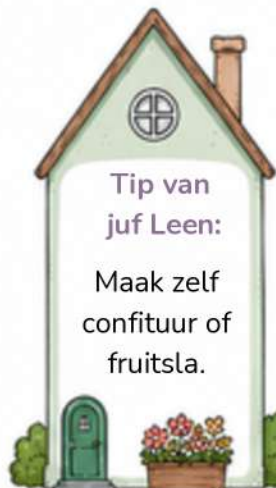 Tip van
juf Leen:
Maak zelf
confituur of
fruitsla.